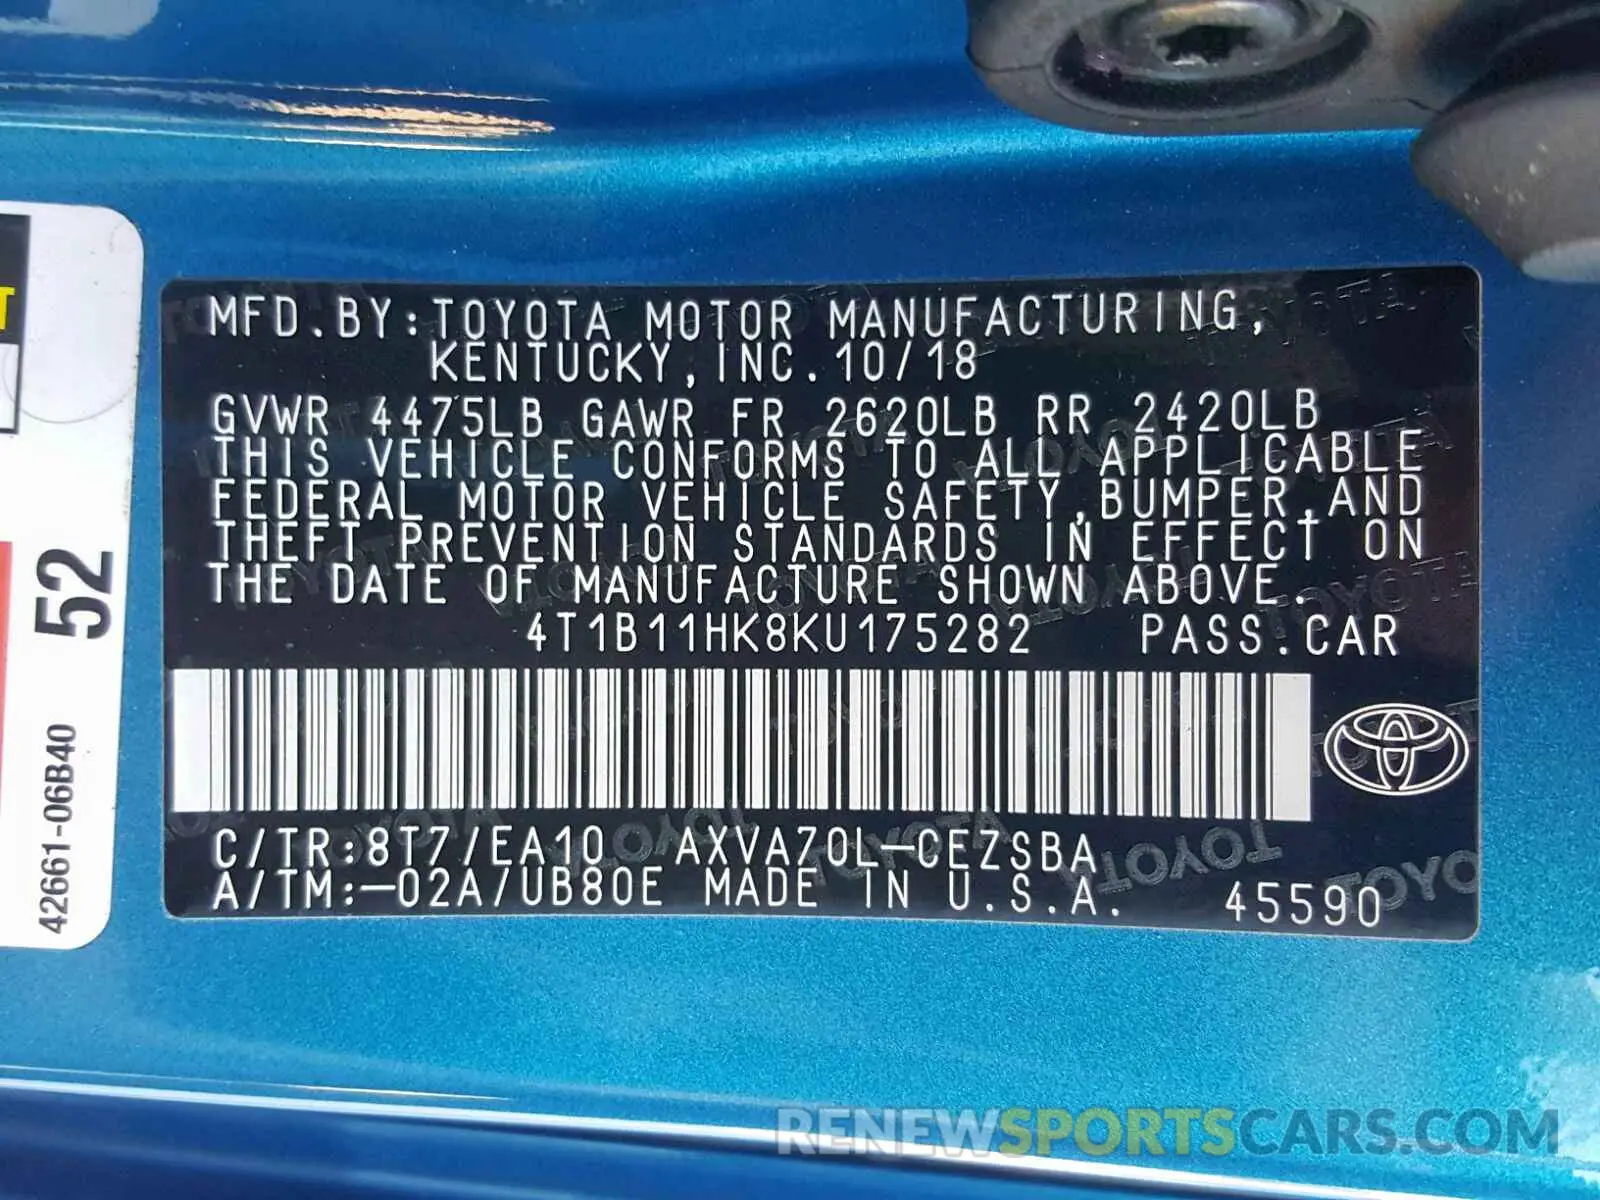 MFD.BY:TOYOTA MOTOR MANUFACTURING,
KENTUCKY,INC.10/18
GVWR 4475LB GAWR FR 2620LB RR 2420LB
THIS VEHICLE CONFORMS TO ALL APPLICABLE
FEDERAL MOTOR VEHICLE SAFETY,BUMPER,AND
THEFT PREVENTION STANDARDS IN EFFECT ON
THE DATE OF MANUFACTURE SHOWN ABOVE.
4T1B11HK8KU175282 PASS.CAR
C/TR:8T7/EA10 AXVA70L-CEZSBA
A/TM:-02A/UB80E MADE IN U.S.A. 45590
52
42661-06B40
T
RENEWSPORTSCARS.COM